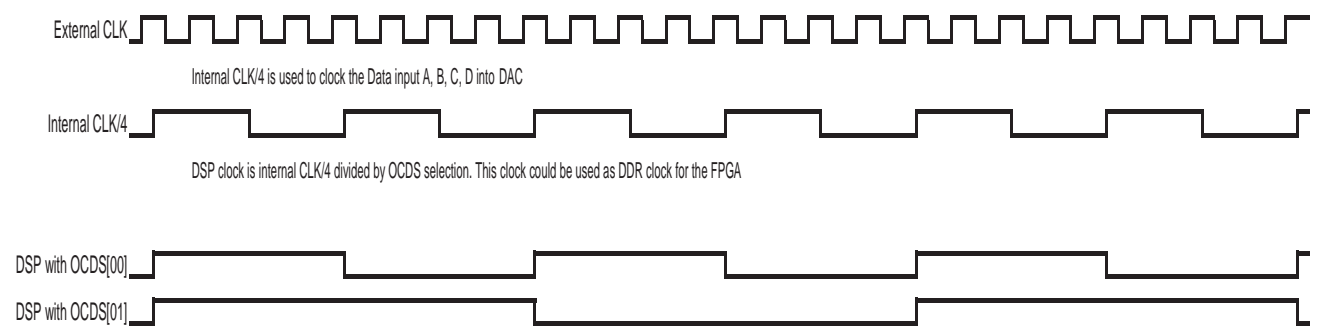 External CLK
Internal CLK/4 is used to clock the Data input A, B, C, D into DAC
Internal CLK/4
DSP clock is internal CLK/4 divided by OCDS selection. This clock could be used as DDR clock for the FPGA
DSP with OCDS[00]
DSP with OCDS[01]